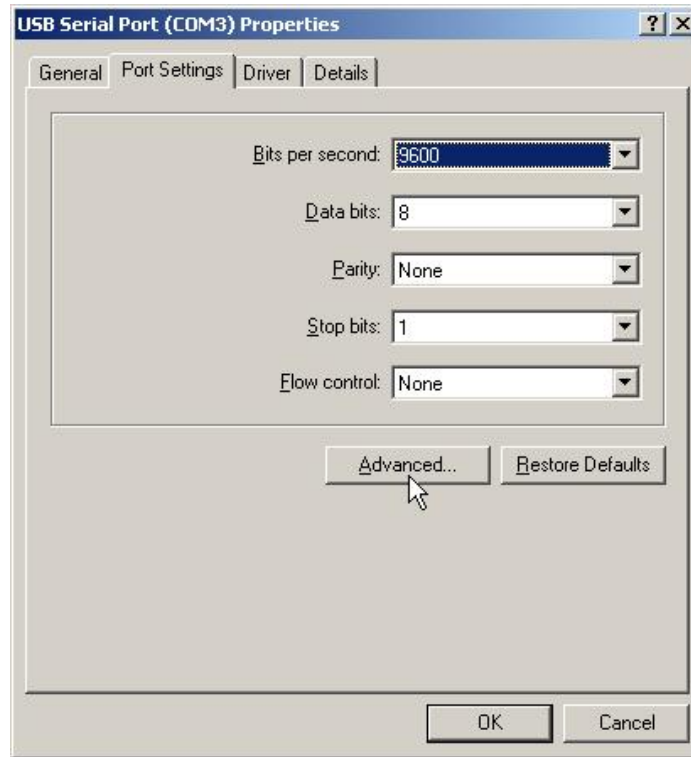 USB Serial Port (COM3) Properties
General Port Settings Driver Details
Bits per second: 9600
Data bits: 8
Parity: None
Stop bits: 1
Flow control: None
Advanced... Restore Defaults
OK Cancel